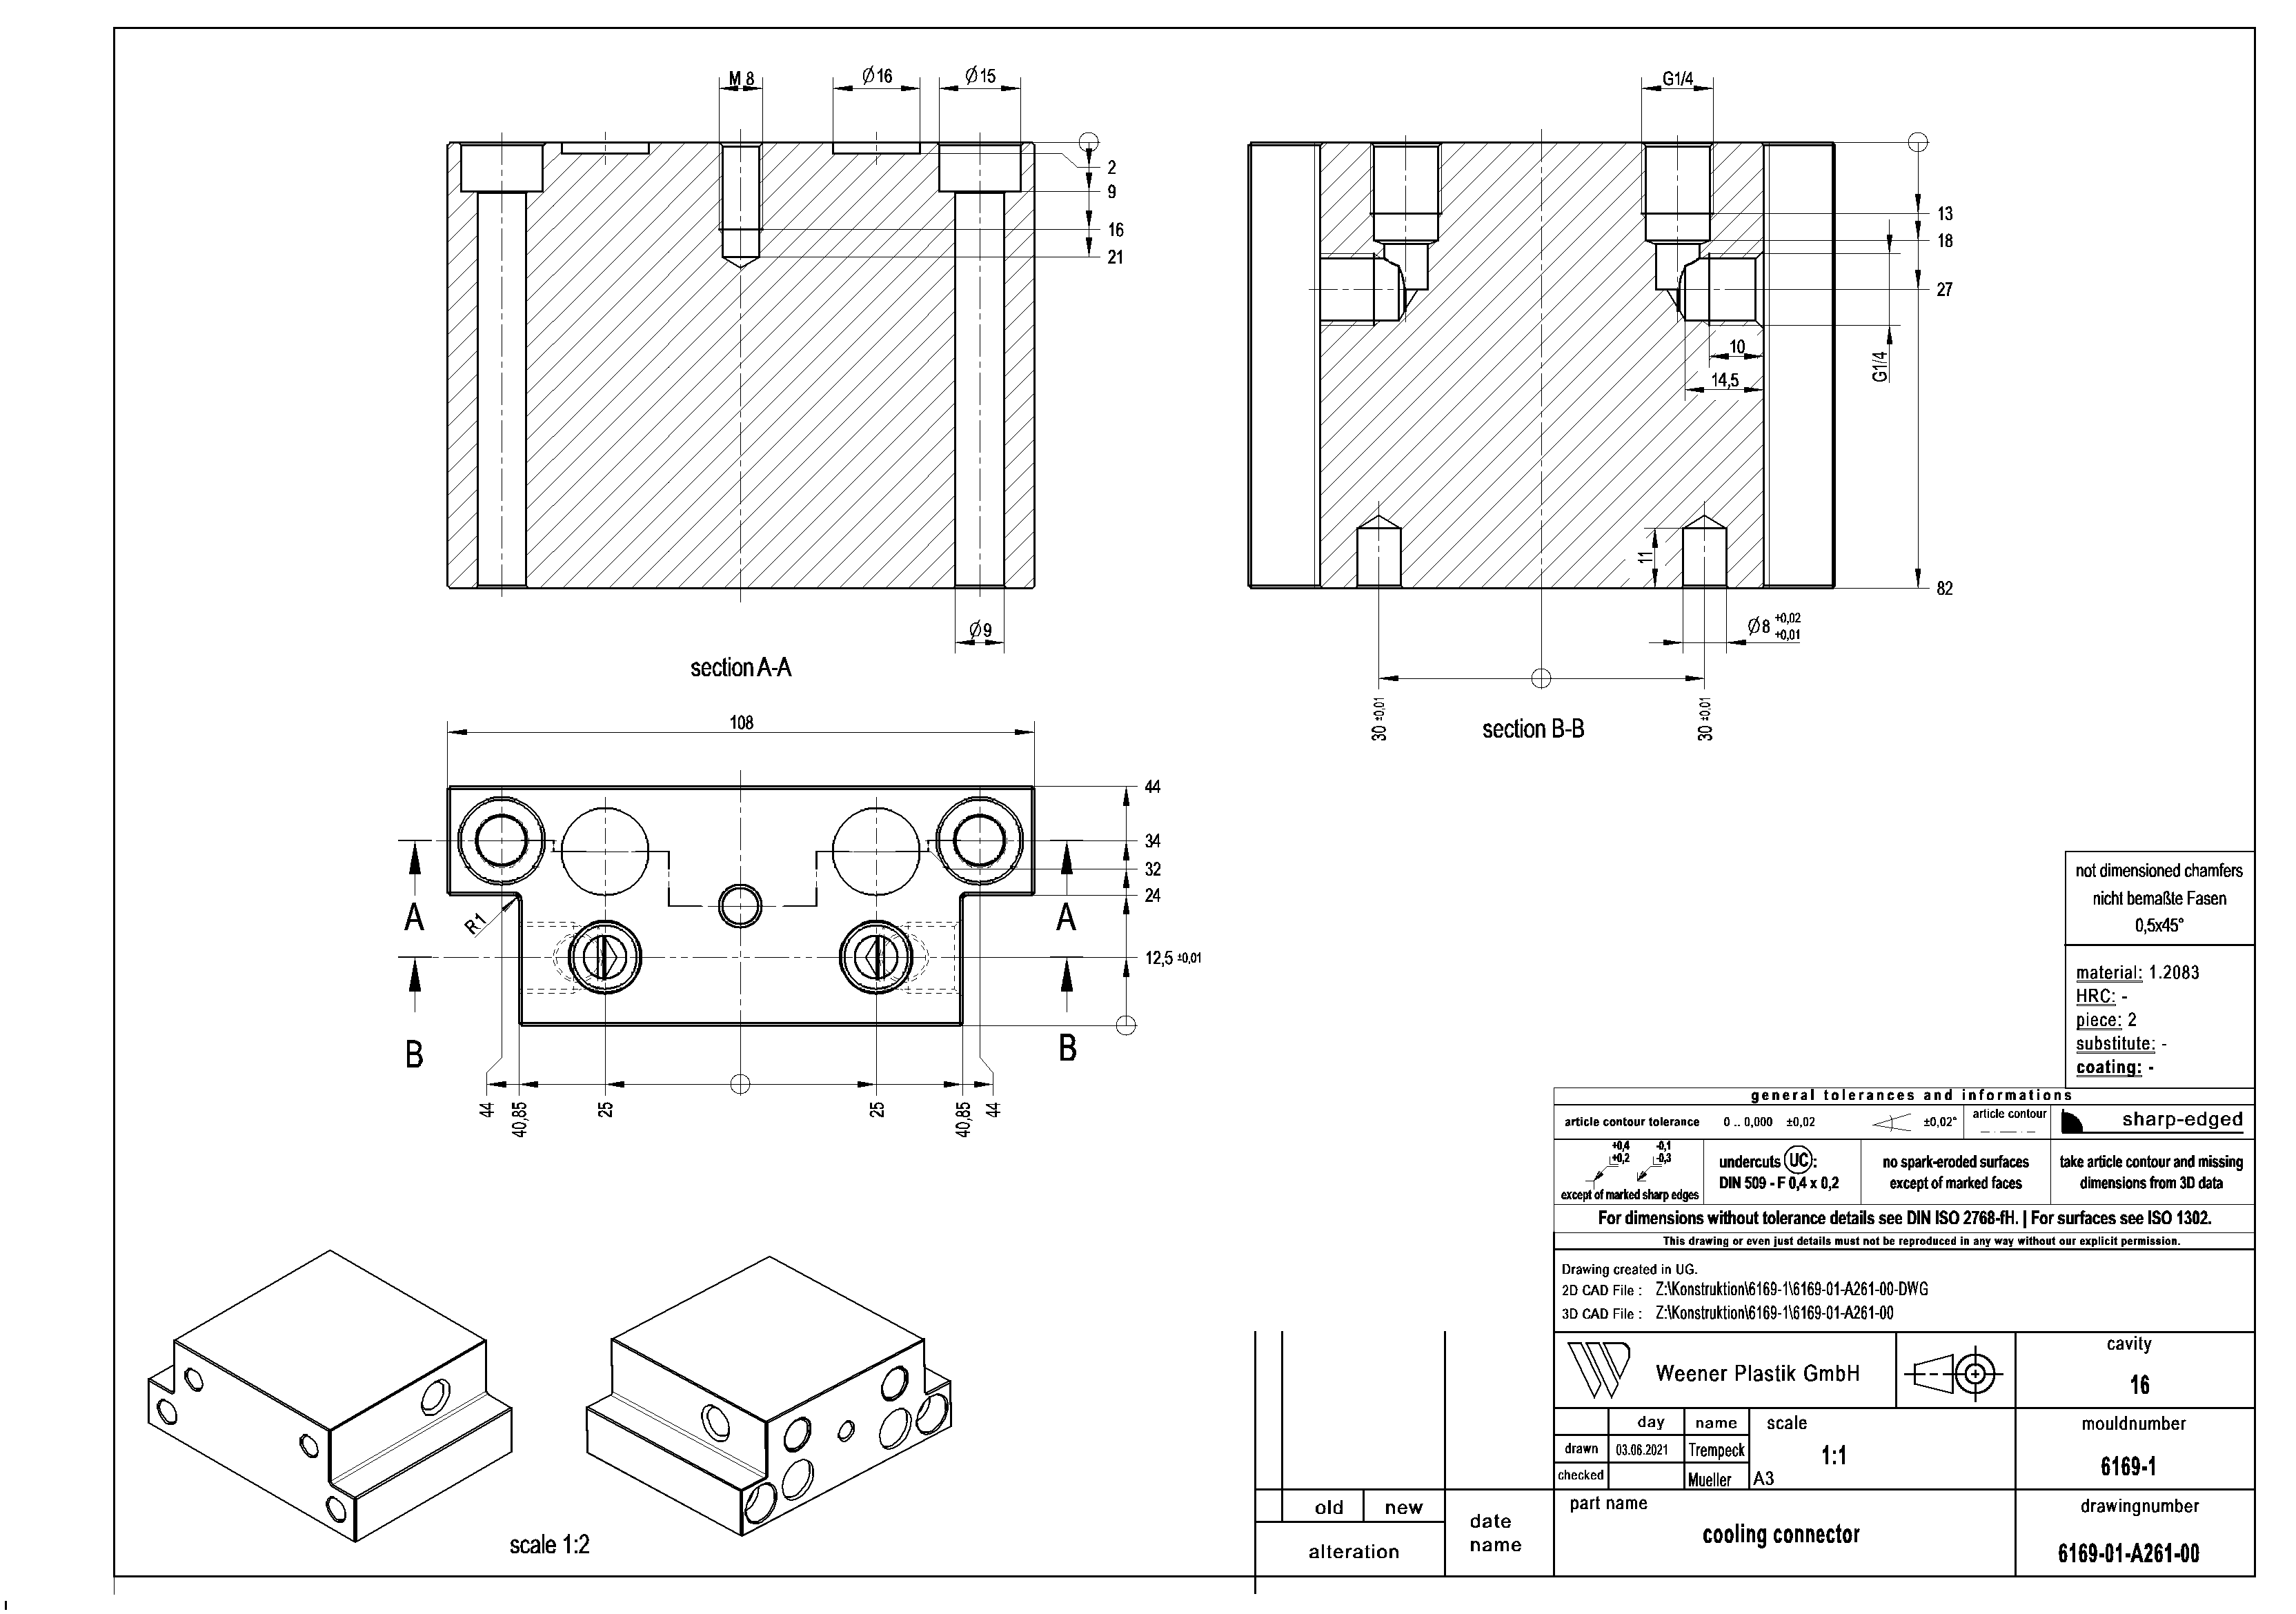 M 8
Ø16
Ø15
2
9
16
21
Ø9
section A-A
G1/4
13
18
27
10
14,5
G1/4
11
82
Ø8 +0,02 +0,01
30 ±0,01
30 ±0,01
section B-B
108
44
34
32
24
12,5 ±0,01
A
A
R1
B
B
44
40,85
25
25
40,85
44
scale 1:2
not dimensioned chamfers
nicht bemaßte Fasen
0,5x45°
material: 1.2083
HRC: -
piece: 2
substitute: -
coating: -
general tolerances and informations
article contour tolerance 0 .. 0,000 ±0,02 ±0,02° article contour sharp-edged
+0,4 -0,1
+0,2 -0,3
except of marked sharp edges
undercuts UC:
DIN 509 - F 0,4 x 0,2
no spark-eroded surfaces
except of marked faces
take article contour and missing
dimensions from 3D data
For dimensions without tolerance details see DIN ISO 2768-fH. | For surfaces see ISO 1302.
This drawing or even just details must not be reproduced in any way without our explicit permission.
Drawing created in UG.
2D CAD File : Z:\Konstruktion\6169-1\6169-01-A261-00-DWG
3D CAD File : Z:\Konstruktion\6169-1\6169-01-A261-00
Weener Plastik GmbH
cavity
16
day name scale
drawn 03.06.2021 Trempeck 1:1
checked Mueller A3
mouldnumber
6169-1
old new
alteration
date
name
part name
cooling connector
drawingnumber
6169-01-A261-00